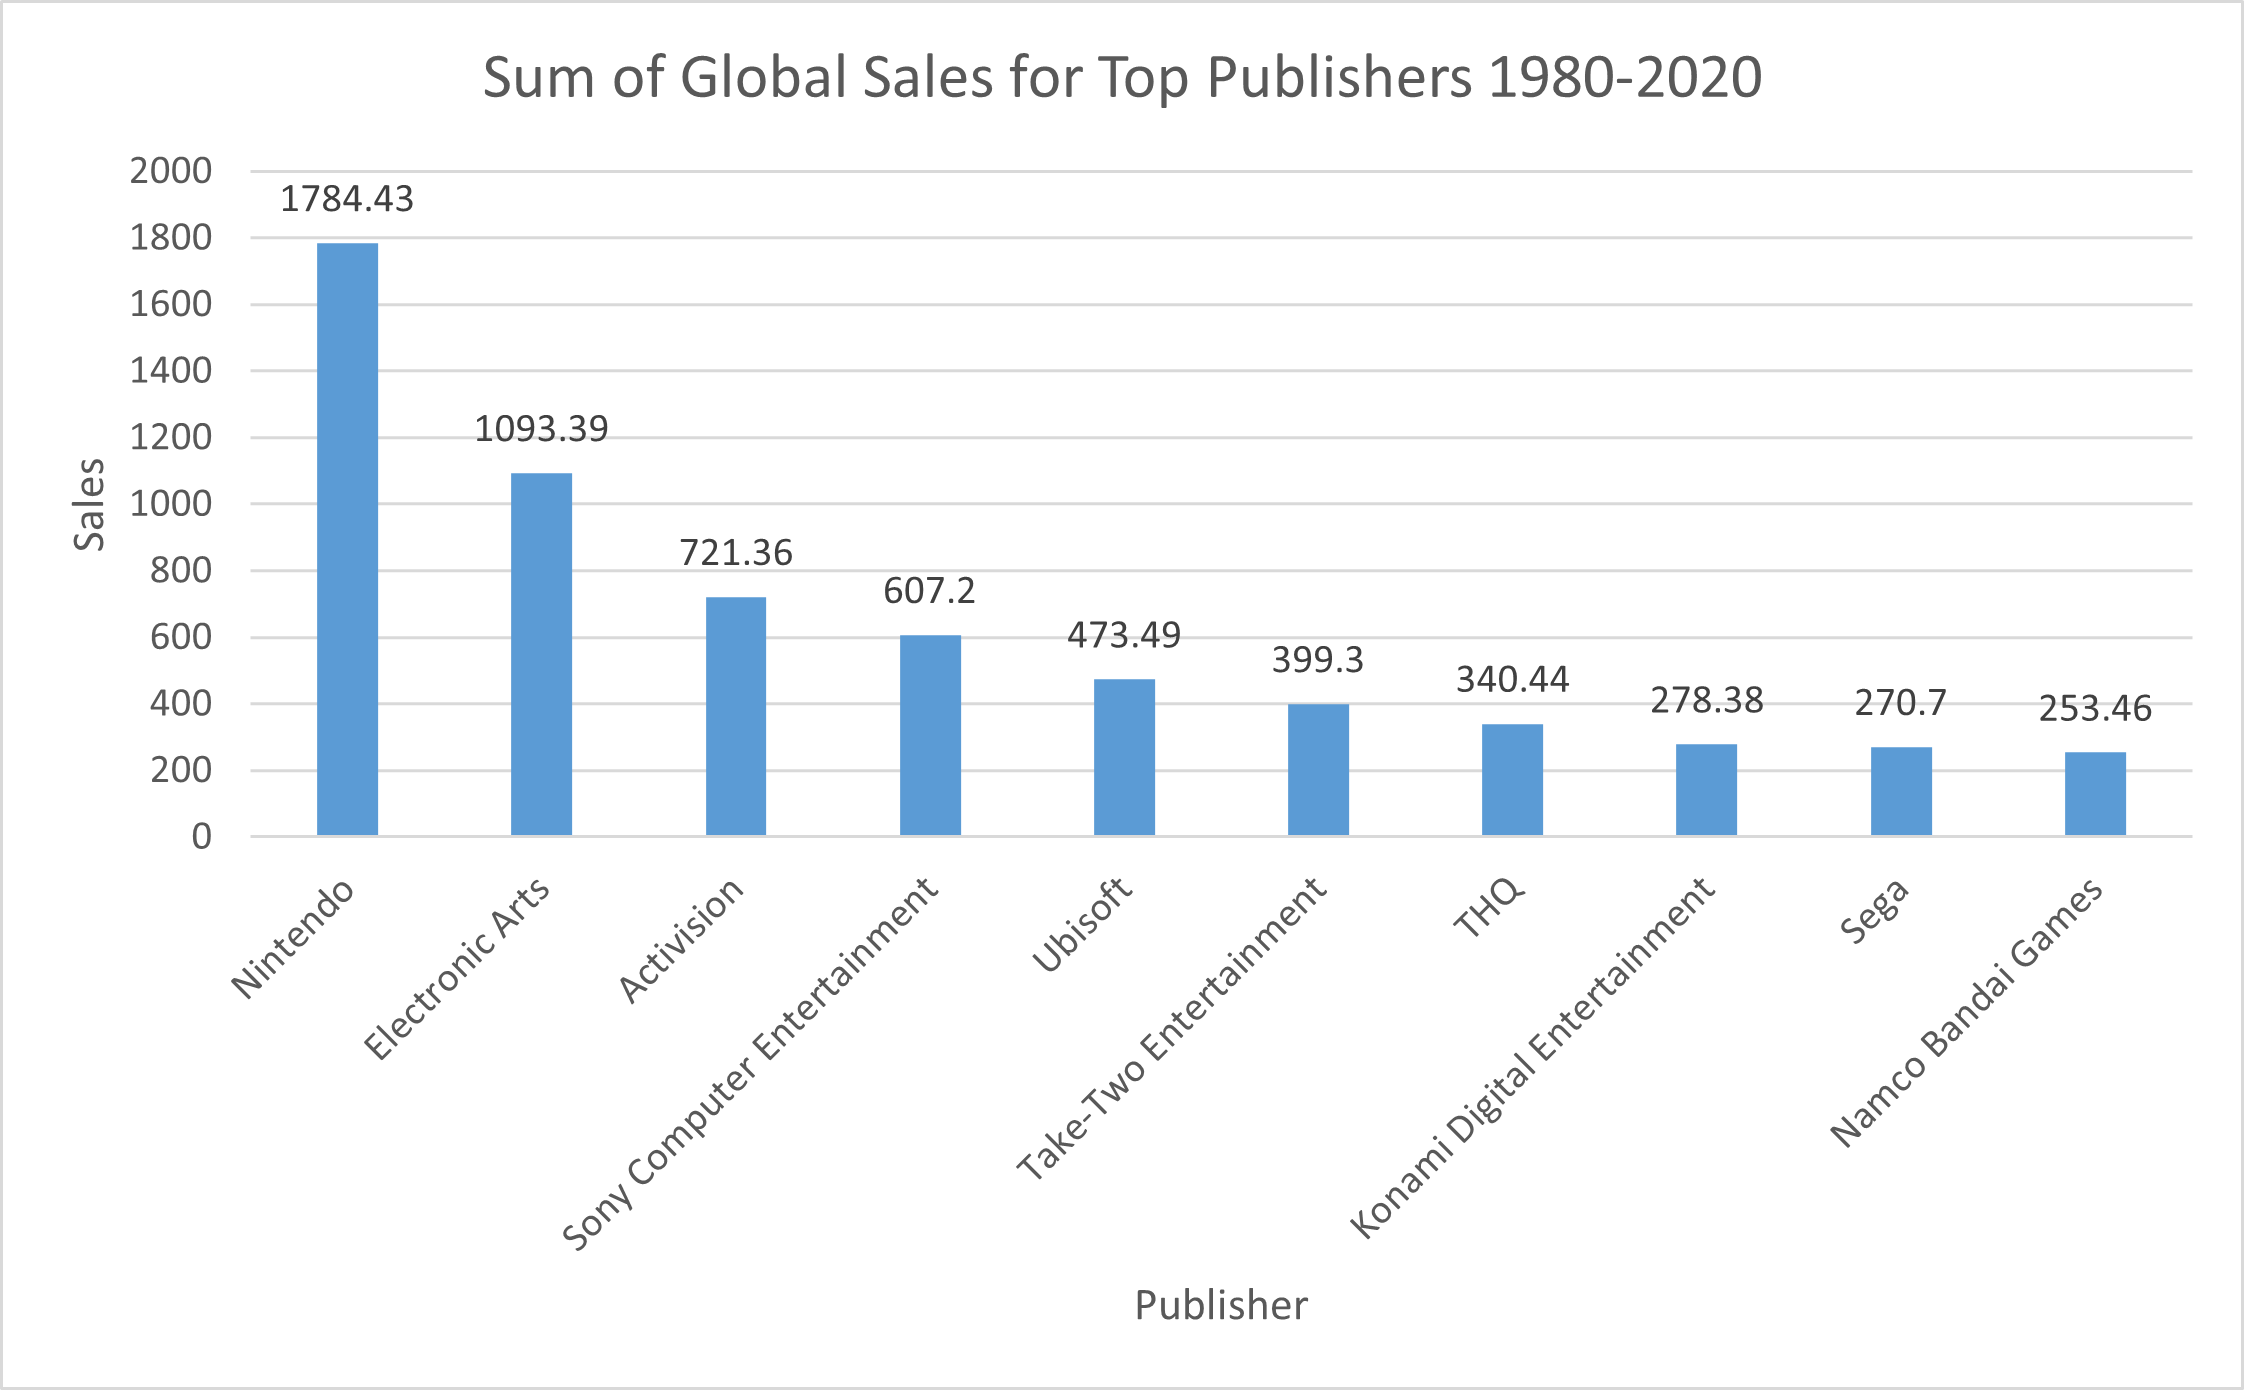 Sum of Global Sales for Top Publishers 1980-2020
2000
1800
1600
1400
1200
1000
800
600
400
200
0
Sales
1784.43
1093.39
721.36
607.2
473.49
399.3
340.44
278.38
270.7
253.46
Nintendo
Electronic Arts
Activision
Sony Computer Entertainment
Ubisoft
Take-Two Entertainment
THQ
Konami Digital Entertainment
Sega
Namco Bandai Games
Publisher